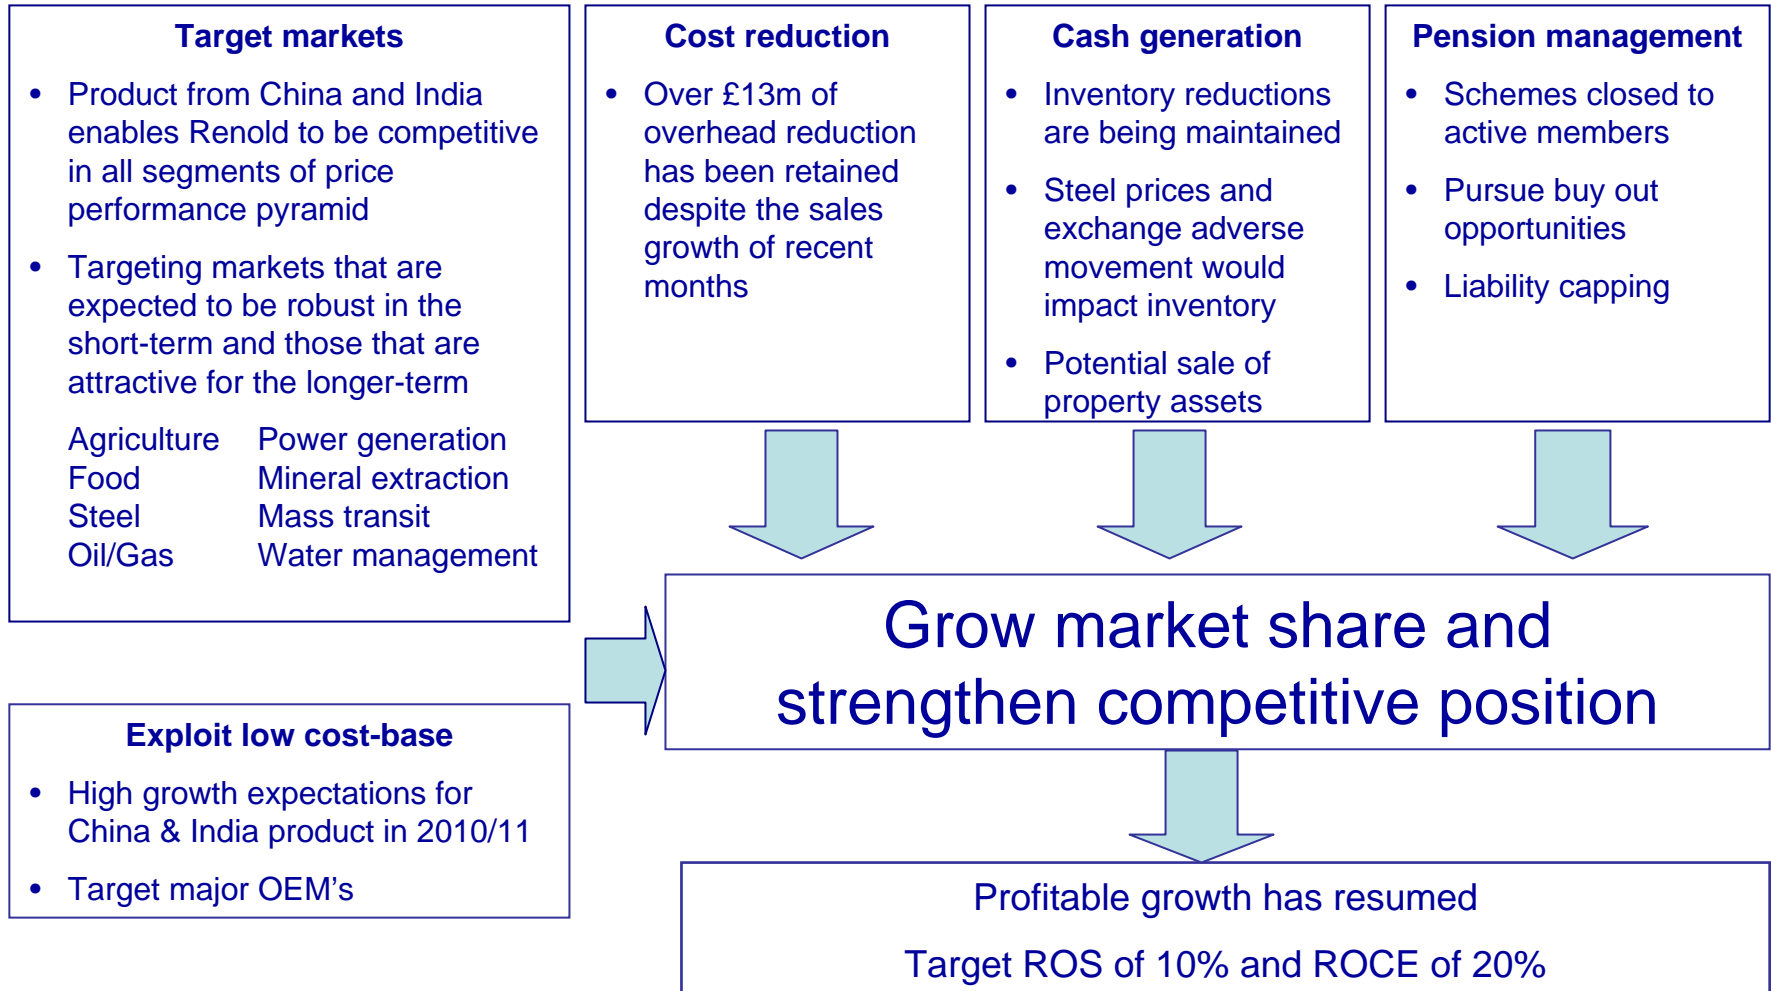 Target markets
• Product from China and India
enables Renold to be competitive
in all segments of price
performance pyramid
• Targeting markets that are
expected to be robust in the
short-term and those that are
attractive for the longer-term
Agriculture Power generation
Food Mineral extraction
Steel Mass transit
Oil/Gas Water management
Cost reduction
• Over £13m of
overhead reduction
has been retained
despite the sales
growth of recent
months
Cash generation
• Inventory reductions
are being maintained
• Steel prices and
exchange adverse
movement would
impact inventory
• Potential sale of
property assets
Pension management
• Schemes closed to
active members
• Pursue buy out
opportunities
• Liability capping
Exploit low cost-base
• High growth expectations for
China & India product in 2010/11
• Target major OEM’s
Grow market share and
strengthen competitive position
Profitable growth has resumed
Target ROS of 10% and ROCE of 20%